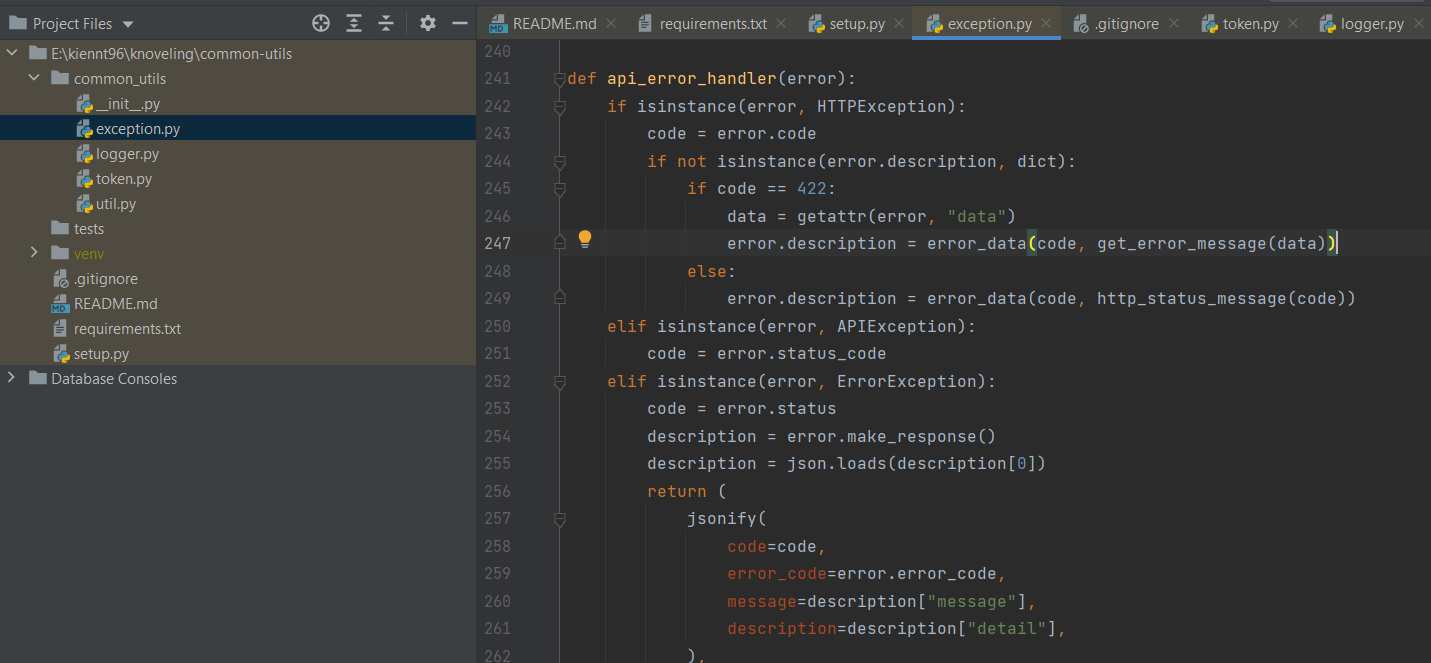 Project Files
E:\kiennt96\knoveling\common-utils
common_utils
__init__.py
exception.py
logger.py
token.py
util.py
tests
venv
.gitignore
README.md
requirements.txt
setup.py
Database Consoles
README.md requirements.txt setup.py exception.py .gitignore token.py logger.py
240
241 def api_error_handler(error):
242 if isinstance(error, HTTPException):
243 code = error.code
244 if not isinstance(error.description, dict):
245 if code == 422:
246 data = getattr(error, "data")
247 error.description = error_data(code, get_error_message(data))
248 else:
249 error.description = error_data(code, http_status_message(code))
250 elif isinstance(error, APIException):
251 code = error.status_code
252 elif isinstance(error, ErrorException):
253 code = error.status
254 description = error.make_response()
255 description = json.loads(description[0])
256 return (
257 jsonify(
258 code=code,
259 error_code=error.error_code,
260 message=description["message"],
261 description=description["detail"],
262 ),